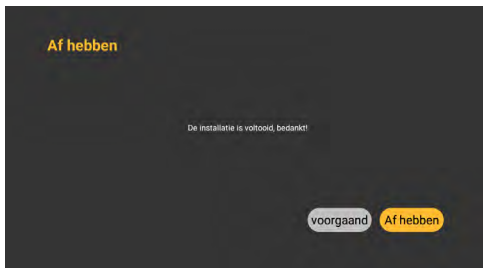 Af hebben
De installatie is voltooid, bedankt!
voorgaand Af hebben